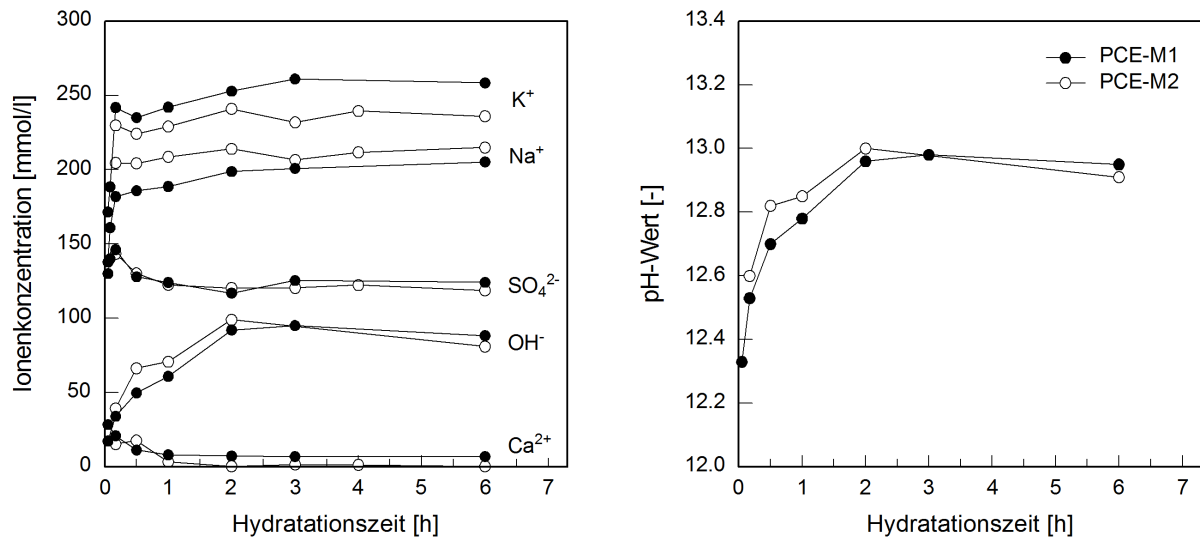 300
250
200
150
100
50
0
Ionenkonzentration [mmol/l]
K⁺
Na⁺
SO₄²⁻
OH⁻
Ca²⁺
0 1 2 3 4 5 6 7
Hydratationszeit [h]
13.4
13.2
13.0
12.8
12.6
12.4
12.2
12.0
pH-Wert [-]
PCE-M1
PCE-M2
0 1 2 3 4 5 6 7
Hydratationszeit [h]